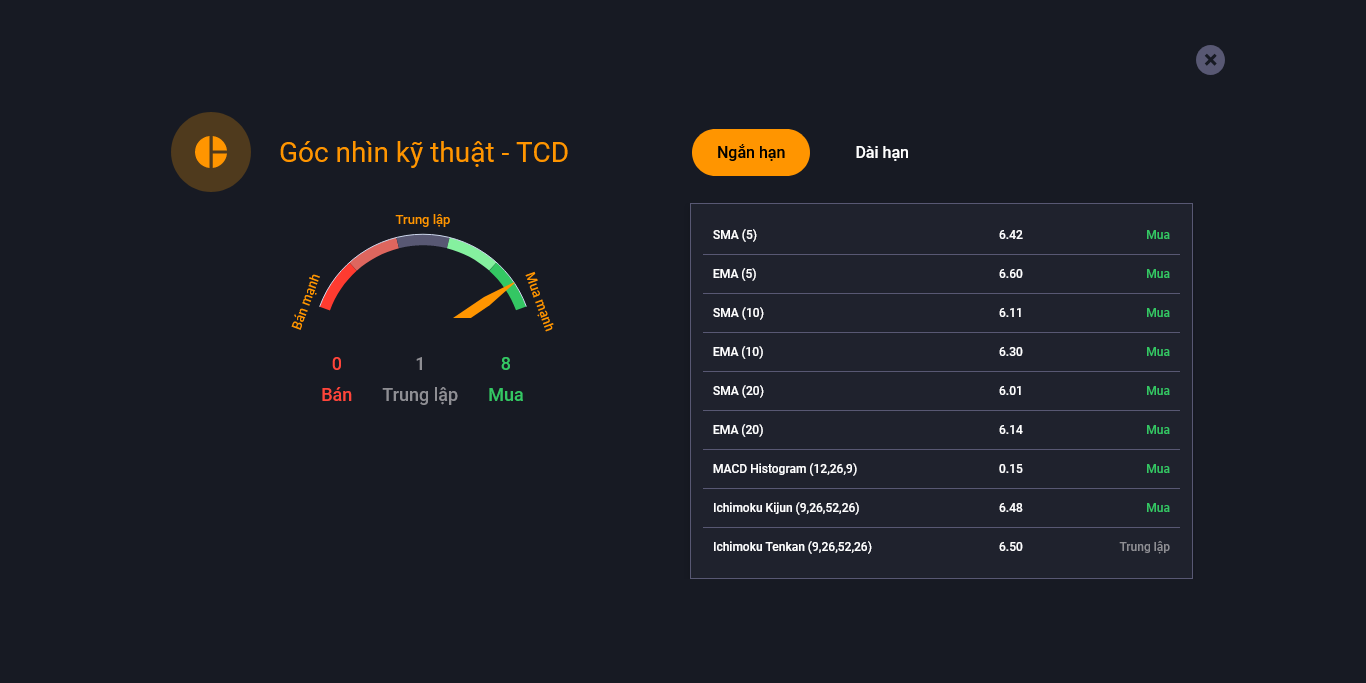 Góc nhìn kỹ thuật - TCD
Trung lập
Bán mạnh
Mua mạnh
0 1 8
Bán Trung lập Mua
Ngắn hạn Dài hạn
SMA (5) 6.42 Mua
EMA (5) 6.60 Mua
SMA (10) 6.11 Mua
EMA (10) 6.30 Mua
SMA (20) 6.01 Mua
EMA (20) 6.14 Mua
MACD Histogram (12,26,9) 0.15 Mua
Ichimoku Kijun (9,26,52,26) 6.48 Mua
Ichimoku Tenkan (9,26,52,26) 6.50 Trung lập